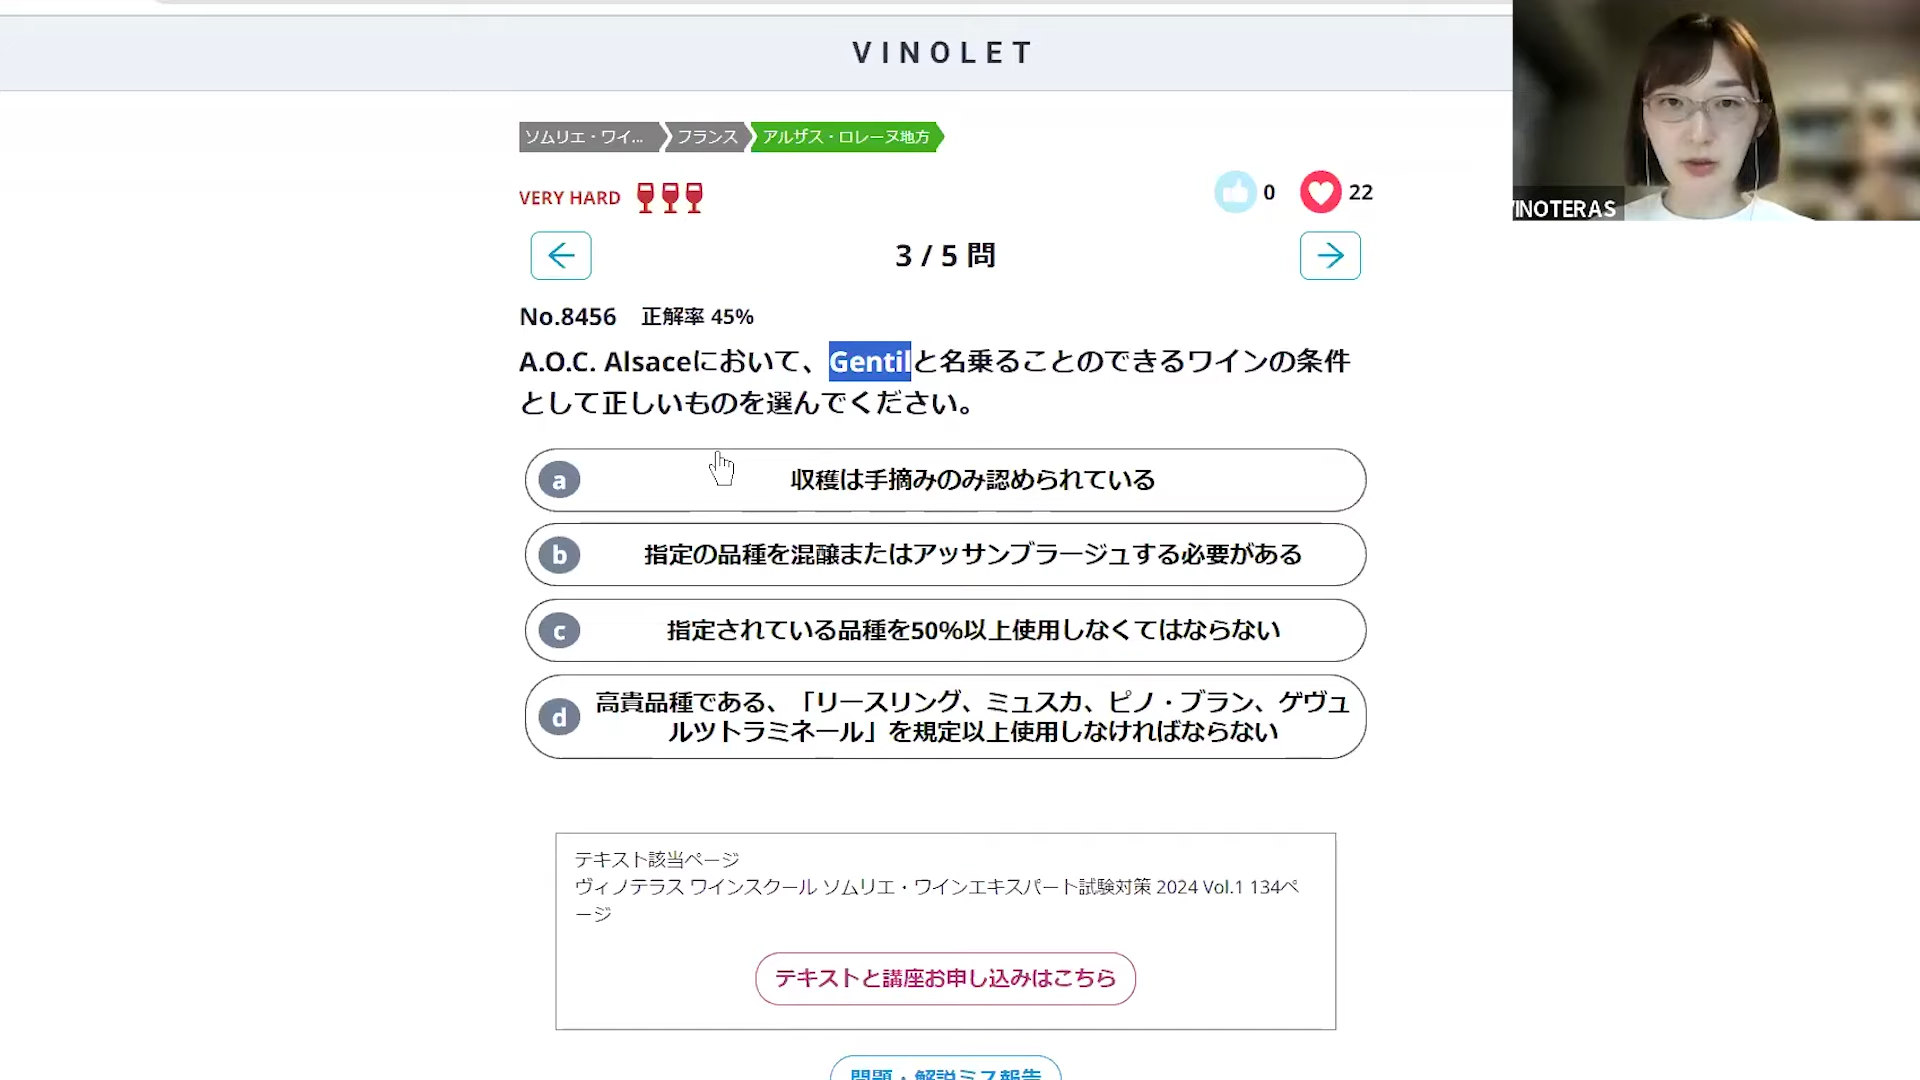 VINOLET
ソムリエ・ワイ...
フランス
アルザス・ロレーヌ地方
VERY HARD
0
22
3 / 5 問
No.8456 正解率 45%
A.O.C. Alsaceにおいて、Gentilと名乗ることのできるワインの条件
として正しいものを選んでください。
a 収穫は手摘みのみ認められている
b 指定の品種を混醸またはアッサンブラージュする必要がある
c 指定されている品種を50%以上使用しなくてはならない
d 高貴品種である、「リースリング、ミュスカ、ピノ・ブラン、ゲヴュ
ルツトラミネール」を規定以上使用しなければならない
テキスト該当ページ
ヴィノテラス ワインスクール ソムリエ・ワインエキスパート試験対策 2024 Vol.1 134ペ
ージ
テキストと講座お申し込みはこちら
問題・解説ミス報告
VINOTERAS